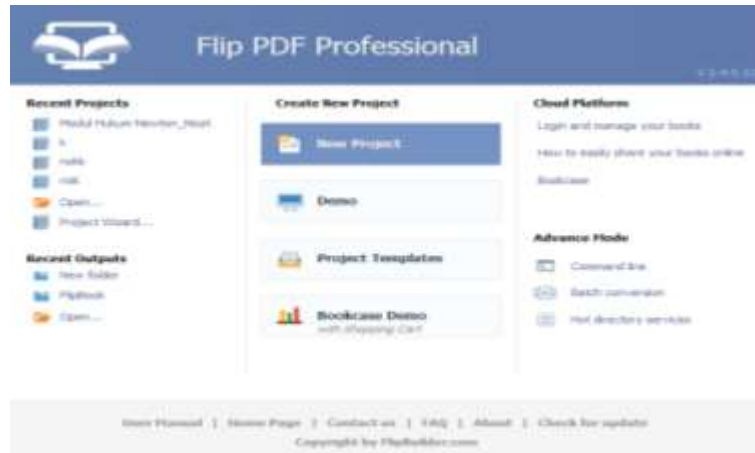 Flip PDF Professional
Recent Projects
Modul Hukum Newton_Noat
Open...
Project Wizard...
Recent Outputs
New folder
FlipBook
Open...
Create New Project
New Project
Demo
Project Templates
Bookcase Demo
with shopping Cart
Cloud Platform
Login and manage your books
How to easily share your books online
Bookcase
Advance Mode
Command line
Batch conversion
Hot directory services
User Manual | Home Page | Contact us | FAQ | About | Check for update
Copyright by FlipBuilder.com